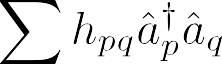 ∑ h_{pq} â_p^† â_q